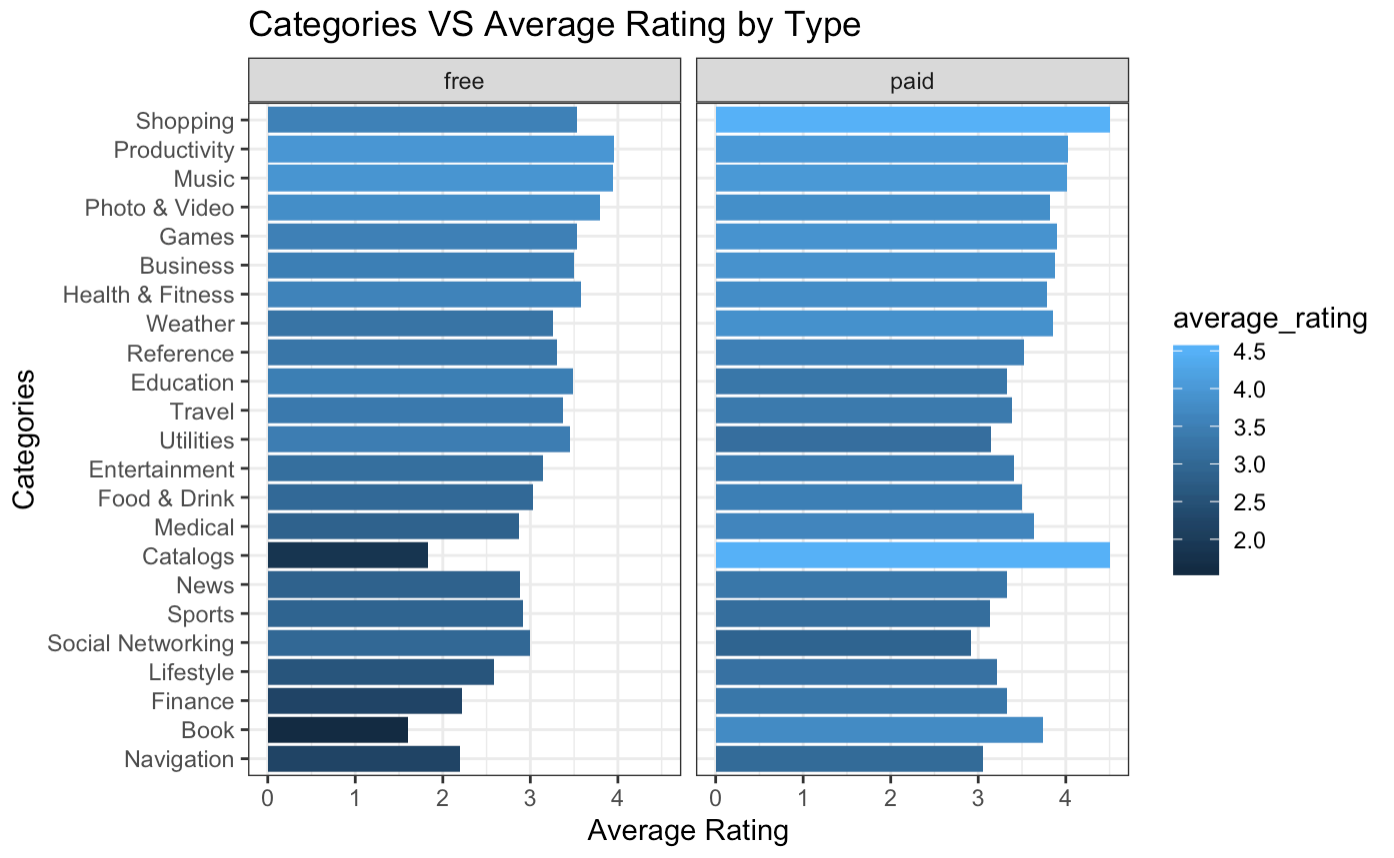 Categories VS Average Rating by Type
free
paid
Shopping
Productivity
Music
Photo & Video
Games
Business
Health & Fitness
Weather
Reference
Education
Travel
Utilities
Entertainment
Food & Drink
Medical
Catalogs
News
Sports
Social Networking
Lifestyle
Finance
Book
Navigation
Categories
0 1 2 3 4
0 1 2 3 4
Average Rating
average_rating
4.5
4.0
3.5
3.0
2.5
2.0